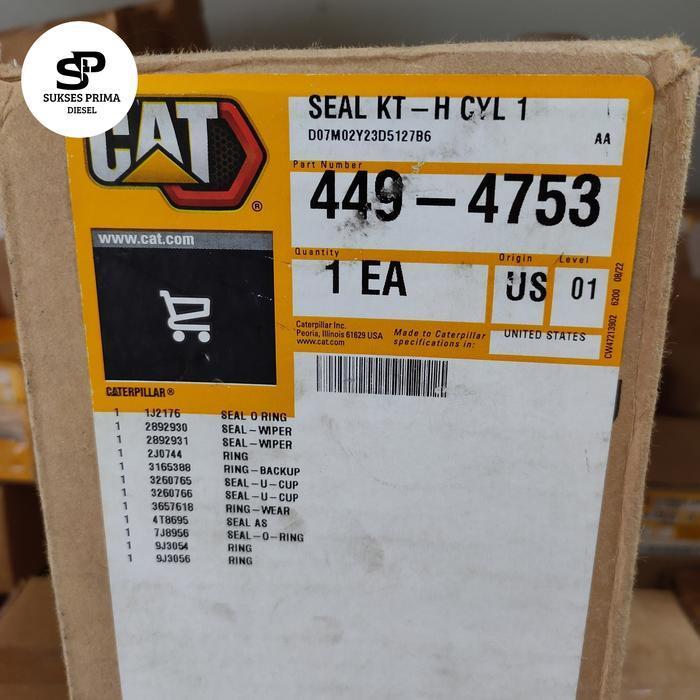 SP
SUKSES PRIMA
DIESEL
CAT
®
SEAL KT-H CYL 1
D07M02Y23D5127B6 AA
Part Number
449-4753
www.cat.com
Quantity Origin Level
1 EA US 01
Caterpillar Inc.
Peoria, Illinois 61629 USA
www.cat.com
Made to Caterpillar
specifications in:
UNITED STATES
CW47213902 6200 08/22
CATERPILLAR®
1 1J2176 SEAL O RING
1 2892930 SEAL-WIPER
1 2892931 SEAL-WIPER
1 2J0744 RING
1 3165388 RING-BACKUP
1 3260765 SEAL-U-CUP
1 3260766 SEAL-U-CUP
1 3657618 RING-WEAR
1 4T8695 SEAL AS
1 7J8956 SEAL-O-RING
1 9J3054 RING
1 9J3056 RING